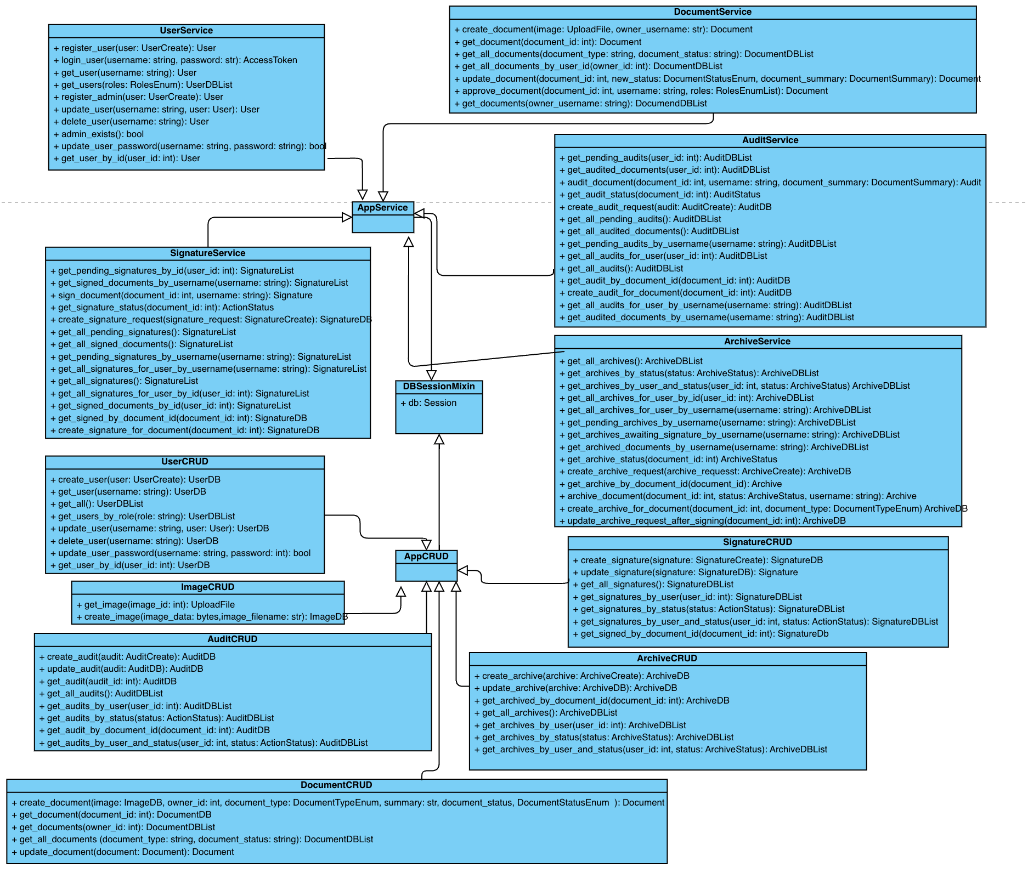 UserService
+ register_user(user: UserCreate): User
+ login_user(username: string, password: str): AccessToken
+ get_user(username: string): User
+ get_users(roles: RolesEnum): UserDBList
+ register_admin(user: UserCreate): User
+ update_user(username: string, user: User): User
+ delete_user(username: string): User
+ admin_exists(): bool
+ update_user_password(username: string, password: string): bool
+ get_user_by_id(user_id: int): User
DocumentService
+ create_document(image: UploadFile, owner_username: str): Document
+ get_document(document_id: int): Document
+ get_all_documents(document_type: string, document_status: string): DocumentDBList
+ get_all_documents_by_user_id(owner_id: int): DocumentDBList
+ update_document(document_id: int, new_status: DocumentStatusEnum, document_summary: DocumentSummary): Document
+ approve_document(document_id: int, username: string, roles: RolesEnumList): Document
+ get_documents(owner_username: string): DocumendDBList
AuditService
+ get_pending_audits(user_id: int): AuditDBList
+ get_audited_documents(user_id: int): AuditDBList
+ audit_document(document_id: int, username: string, document_summary: DocumentSummary): Audit
+ get_audit_status(document_id: int): AuditStatus
+ create_audit_request(audit: AuditCreate): AuditDB
+ get_all_pending_audits(): AuditDBList
+ get_all_audited_documents(): AuditDBList
+ get_pending_audits_by_username(username: string): AuditDBList
+ get_all_audits_for_user(user_id: int): AuditDBList
+ get_all_audits(): AuditDBList
+ get_audit_by_document_id(document_id: int): AuditDB
+ create_audit_for_document(document_id: int): AuditDB
+ get_all_audits_for_user_by_username(username: string): AuditDBList
+ get_audited_documents_by_username(username: string): AuditDBList
AppService
SignatureService
+ get_pending_signatures_by_id(user_id: int): SignatureList
+ get_signed_documents_by_username(username: string): SignatureList
+ sign_document(document_id: int, username: string): Signature
+ get_signature_status(document_id: int): ActionStatus
+ create_signature_request(signature_request: SignatureCreate): SignatureDB
+ get_all_pending_signatures(): SignatureList
+ get_all_signed_documents(): SignatureList
+ get_pending_signatures_by_username(username: string): SignatureList
+ get_all_signatures_for_user_by_username(username: string): SignatureList
+ get_all_signatures(): SignatureList
+ get_all_signatures_for_user_by_id(user_id: int): SignatureList
+ get_signed_documents_by_id(user_id: int): SignatureList
+ get_signed_by_document_id(document_id: int): SignatureDB
+ create_signature_for_document(document_id: int): SignatureDB
DBSessionMixin
+ db: Session
ArchiveService
+ get_all_archives(): ArchiveDBList
+ get_archives_by_status(status: ArchiveStatus): ArchiveDBList
+ get_archives_by_user_and_status(user_id: int, status: ArchiveStatus) ArchiveDBList
+ get_all_archives_for_user_by_id(user_id: int): ArchiveDBList
+ get_all_archives_for_user_by_username(username: string): ArchiveDBList
+ get_pending_archives_by_username(username: string): ArchiveDBList
+ get_archives_awaiting_signature_by_username(username: string): ArchiveDBList
+ get_archived_documents_by_username(username: string): ArchiveDBList
+ get_archive_status(document_id: int) ArchiveStatus
+ create_archive_request(archive_requesst: ArchiveCreate): ArchiveDB
+ get_archive_by_document_id(document_id): Archive
+ archive_document(document_id: int, status: ArchiveStatus, username: string): Archive
+ create_archive_for_document(document_id: int, document_type: DocumentTypeEnum) ArchiveDB
+ update_archive_request_after_signing(document_id: int): ArchiveDB
UserCRUD
+ create_user(user: UserCreate): UserDB
+ get_user(username: string): UserDB
+ get_all(): UserDBList
+ get_users_by_role(role: string): UserDBList
+ update_user(username: string, user: User): UserDB
+ delete_user(username: string): UserDB
+ update_user_password(username: string, password: int): bool
+ get_user_by_id(user_id: int): UserDB
AppCRUD
ImageCRUD
+ get_image(image_id: int): UploadFile
+ create_image(image_data: bytes,image_filename: str): ImageDB
SignatureCRUD
+ create_signature(signature: SignatureCreate): SignatureDB
+ update_signature(signature: SignatureDB): Signature
+ get_all_signatures(): SignatureDBList
+ get_signatures_by_user(user_id: int): SignatureDBList
+ get_signatures_by_status(status: ActionStatus): SignatureDBList
+ get_signatures_by_user_and_status(user_id: int, status: ActionStatus): SignatureDBList
+ get_signed_by_document_id(document_id: int): SignatureDb
AuditCRUD
+ create_audit(audit: AuditCreate): AuditDB
+ update_audit(audit: AuditDB): AuditDB
+ get_audit(audit_id: int): AuditDB
+ get_all_audits(): AuditDBList
+ get_audits_by_user(user_id: int): AuditDBList
+ get_audits_by_status(status: ActionStatus): AuditDBList
+ get_audit_by_document_id(document_id: int): AuditDB
+ get_audits_by_user_and_status(user_id: int, status: ActionStatus): AuditDBList
ArchiveCRUD
+ create_archive(archive: ArchiveCreate): ArchiveDB
+ update_archive(archive: ArchiveDB): ArchiveDB
+ get_archived_by_document_id(document_id: int): ArchiveDB
+ get_all_archives(): ArchiveDBList
+ get_archives_by_user(user_id: int): ArchiveDBList
+ get_archives_by_status(status: ArchiveStatus): ArchiveDBList
+ get_archives_by_user_and_status(user_id: int, status: ArchiveStatus): ArchiveDBList
DocumentCRUD
+ create_document(image: ImageDB, owner_id: int, document_type: DocumentTypeEnum, summary: str, document_status, DocumentStatusEnum ): Document
+ get_document(document_id: int): DocumentDB
+ get_documents(owner_id: int): DocumentDBList
+ get_all_documents (document_type: string, document_status: string): DocumentDBList
+ update_document(document: Document): Document